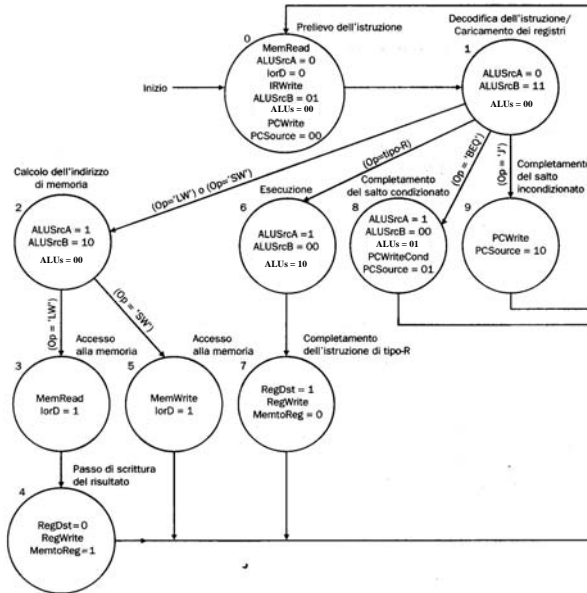 Prelievo dell'istruzione
0
MemRead
ALUSrcA = 0
IorD = 0
IRWrite
ALUSrcB = 01
ALUs = 00
PCWrite
PCSource = 00
Inizio
Decodifica dell'istruzione/
Caricamento dei registri
1
ALUSrcA = 0
ALUSrcB = 11
ALUs = 00
(Op='LW') o (Op='SW')
(Op=tipo-R)
(Op = 'BEQ')
(Op = 'J')
Calcolo dell'indirizzo
di memoria
2
ALUSrcA = 1
ALUSrcB = 10
ALUs = 00
Esecuzione
6
ALUSrcA =1
ALUSrcB = 00
ALUs = 10
Completamento
del salto condizionato
8
ALUSrcA = 1
ALUSrcB = 00
ALUs = 01
PCWriteCond
PCSource = 01
Completamento
del salto
incondizionato
9
PCWrite
PCSource = 10
(Op = 'LW')
(Op = 'SW')
Accesso
alla memoria
3
MemRead
IorD = 1
Accesso
alla memoria
5
MemWrite
IorD = 1
Completamento
dell'istruzione di tipo-R
7
RegDst = 1
RegWrite
MemtoReg = 0
Passo di scrittura
del risultato
4
RegDst=0
RegWrite
MemtoReg=1